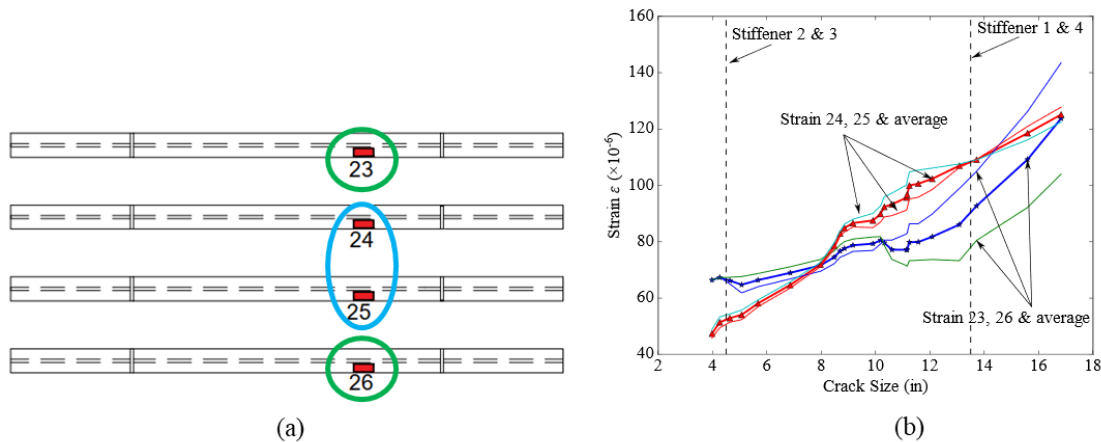 23
24
25
26
(a)
160
140
120
100
80
60
40
Strain ε (×10⁻⁶)
Stiffener 2 & 3
Stiffener 1 & 4
Strain 24, 25 & average
Strain 23, 26 & average
2 4 6 8 10 12 14 16 18
Crack Size (in)
(b)